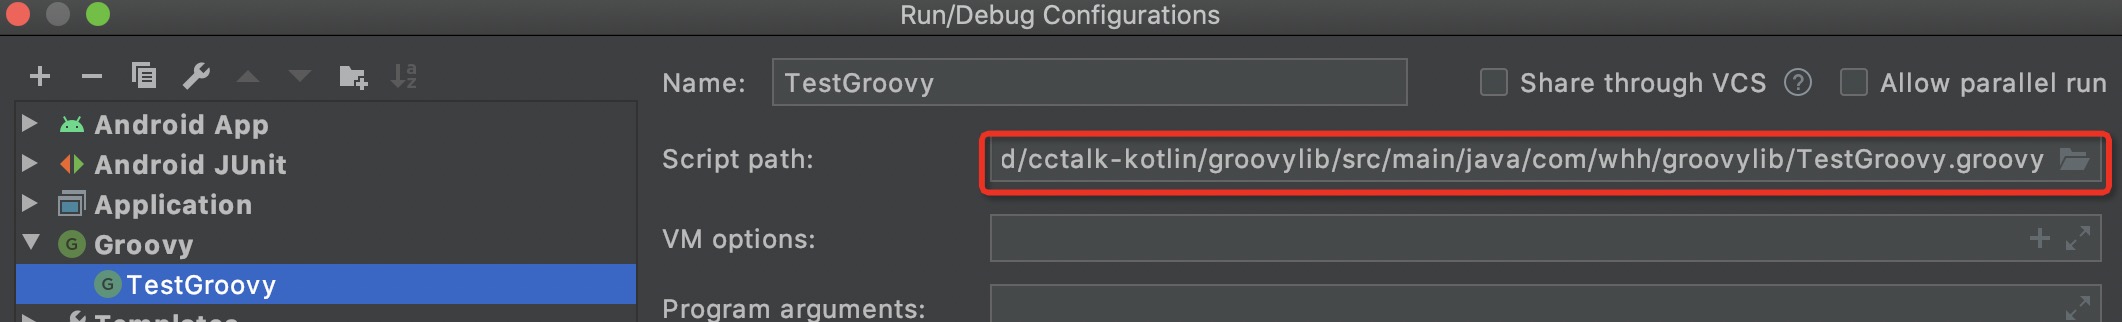 Run/Debug Configurations
Name: TestGroovy Share through VCS ? Allow parallel run
Android App
Script path: d/cctalk-kotlin/groovylib/src/main/java/com/whh/groovylib/TestGroovy.groovy
Android JUnit
Application
VM options:
G Groovy
G TestGroovy
Program arguments:
Templates